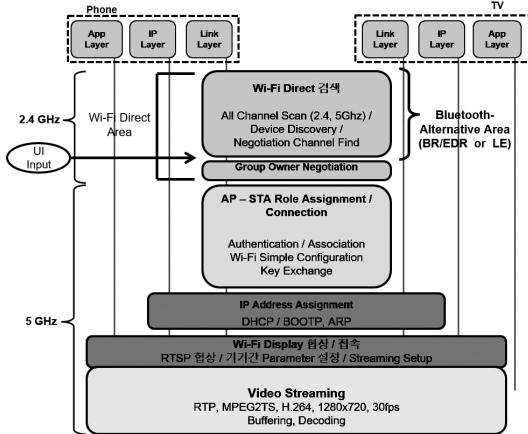 Phone
TV
App
Layer
IP
Layer
Link
Layer
Link
Layer
IP
Layer
App
Layer
2.4 GHz
Wi-Fi Direct
Area
UI
Input
Wi-Fi Direct 검색
All Channel Scan (2.4, 5Ghz) /
Device Discovery /
Negotiation Channel Find
Bluetooth-
Alternative Area
(BR/EDR or LE)
Group Owner Negotiation
AP – STA Role Assignment /
Connection
Authentication / Association
Wi-Fi Simple Configuration
Key Exchange
5 GHz
IP Address Assignment
DHCP / BOOTP, ARP
Wi-Fi Display 협상 / 접속
RTSP 협상 / 기기간 Parameter 설정 / Streaming Setup
Video Streaming
RTP, MPEG2TS, H.264, 1280x720, 30fps
Buffering, Decoding